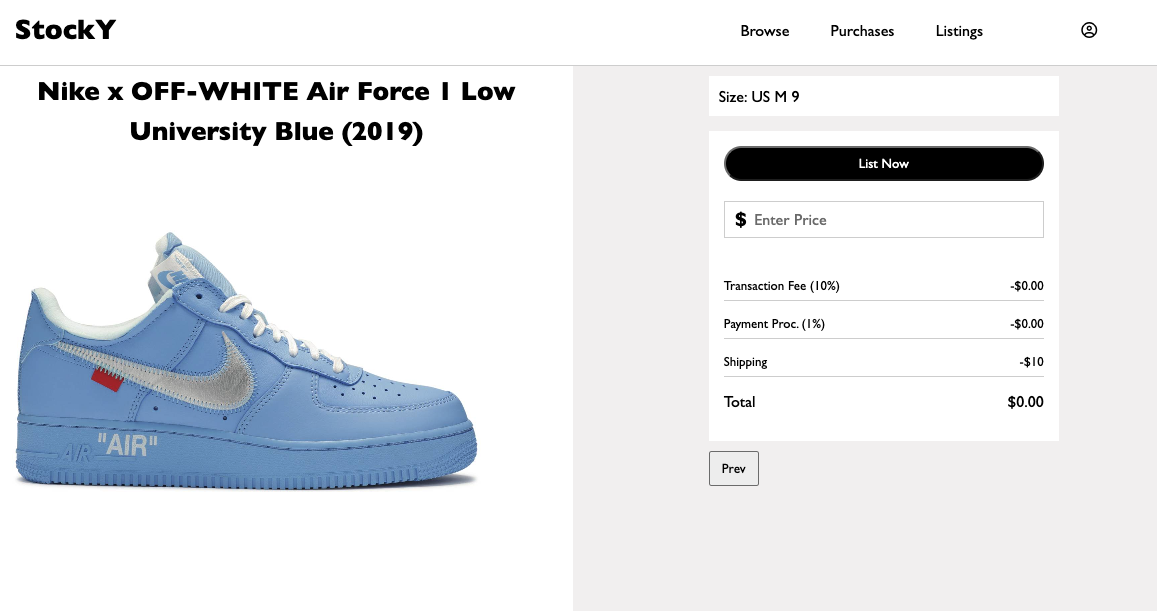 StockY
Browse Purchases Listings
Nike x OFF-WHITE Air Force 1 Low
University Blue (2019)
"AIR"
AIR
Size: US M 9
List Now
$ Enter Price
Transaction Fee (10%) -$0.00
Payment Proc. (1%) -$0.00
Shipping -$10
Total $0.00
Prev